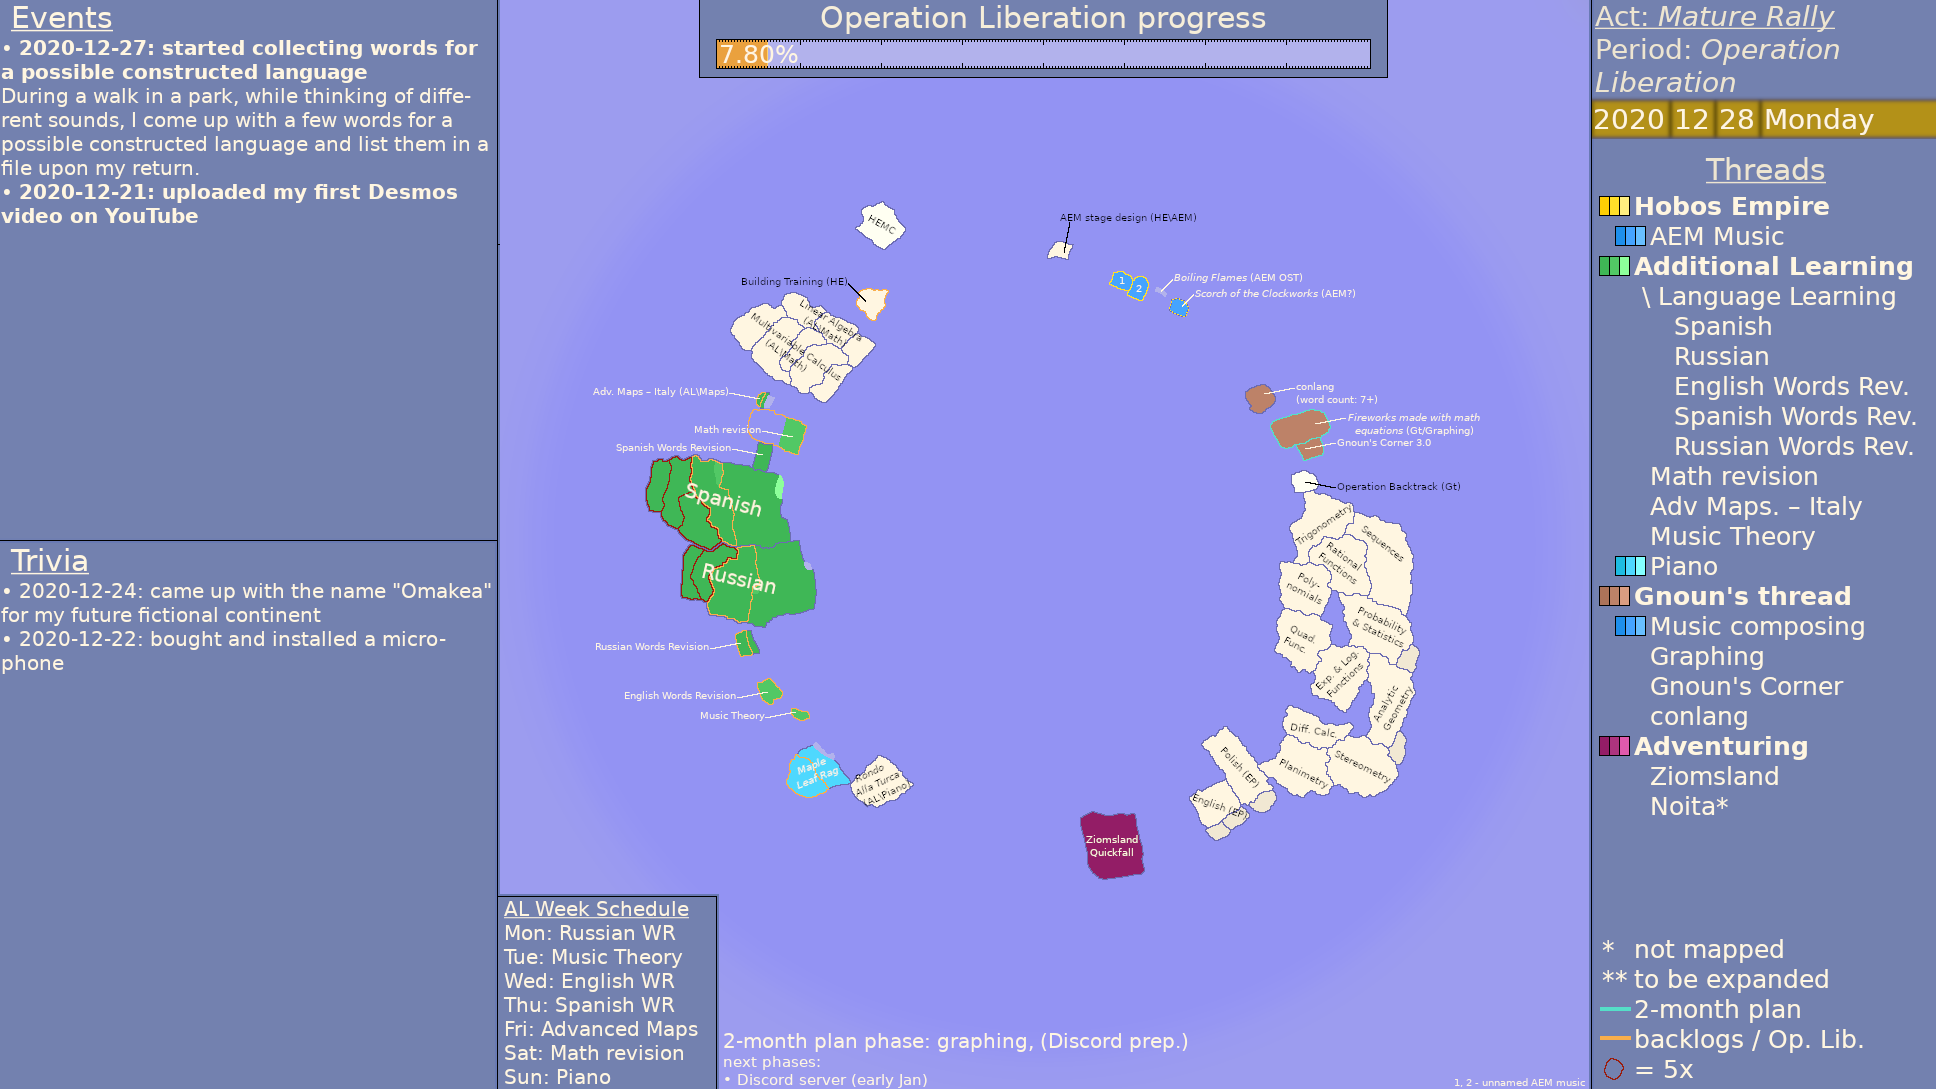 Events
• 2020-12-27: started collecting words for
a possible constructed language
During a walk in a park, while thinking of diffe-
rent sounds, I come up with a few words for a
possible constructed language and list them in a
file upon my return.
• 2020-12-21: uploaded my first Desmos
video on YouTube
Trivia
• 2020-12-24: came up with the name "Omakea"
for my future fictional continent
• 2020-12-22: bought and installed a micro-
phone
Operation Liberation progress
7.80%
HEMC
AEM stage design (HE\AEM)
Building Training (HE)
1
2
Boiling Flames (AEM OST)
Scorch of the Clockworks (AEM?)
Linear Algebra
(AL\Math)
Multivariable Calculus
(AL\Math)
Adv. Maps – Italy (AL\Maps)
Math revision
Spanish Words Revision
Spanish
Russian
Russian Words Revision
English Words Revision
Music Theory
Maple
Leaf Rag
Rondo
Alla Turca
(AL\Piano)
conlang
(word count: 7+)
Fireworks made with math
equations (Gt/Graphing)
Gnoun's Corner 3.0
Operation Backtrack (Gt)
Trigonometry
Sequences
Rational
Functions
Poly-
nomials
Probability
& Statistics
Quad.
Func.
Exp. & Log.
Functions
Analytic
Geometry
Diff. Calc.
Planimetry
Stereometry
Polish (EP)
English (EP)
Ziomsland
Quickfall
AL Week Schedule
Mon: Russian WR
Tue: Music Theory
Wed: English WR
Thu: Spanish WR
Fri: Advanced Maps
Sat: Math revision
Sun: Piano
2-month plan phase: graphing, (Discord prep.)
next phases:
• Discord server (early Jan)
1, 2 - unnamed AEM music
Act: Mature Rally
Period: Operation
Liberation
2020 12 28 Monday
Threads
Hobos Empire
AEM Music
Additional Learning
\ Language Learning
Spanish
Russian
English Words Rev.
Spanish Words Rev.
Russian Words Rev.
Math revision
Adv Maps. – Italy
Music Theory
Piano
Gnoun's thread
Music composing
Graphing
Gnoun's Corner
conlang
Adventuring
Ziomsland
Noita*
* not mapped
** to be expanded
2-month plan
backlogs / Op. Lib.
= 5x